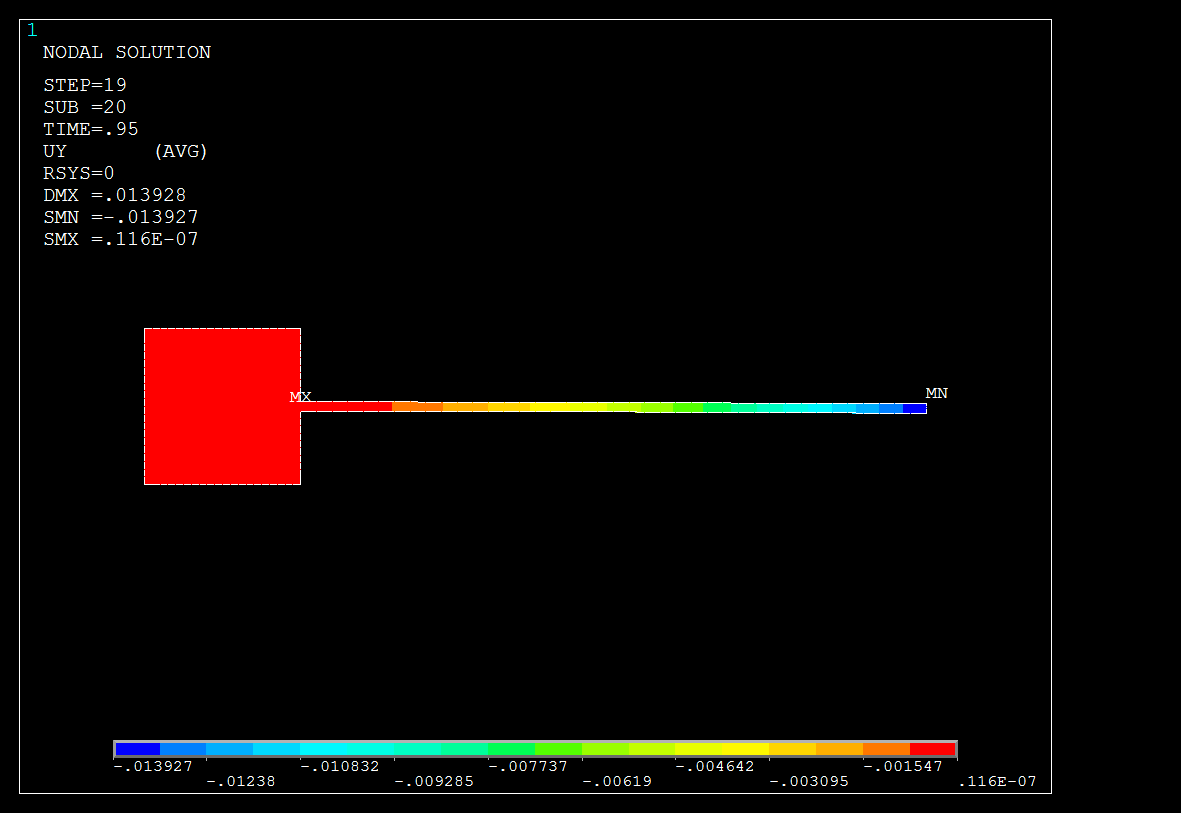 1
NODAL SOLUTION
STEP=19
SUB =20
TIME=.95
UY (AVG)
RSYS=0
DMX =.013928
SMN =-.013927
SMX =.116E-07
MX
MN
-.013927 -.010832 -.007737 -.004642 -.001547
-.01238 -.009285 -.00619 -.003095 .116E-07